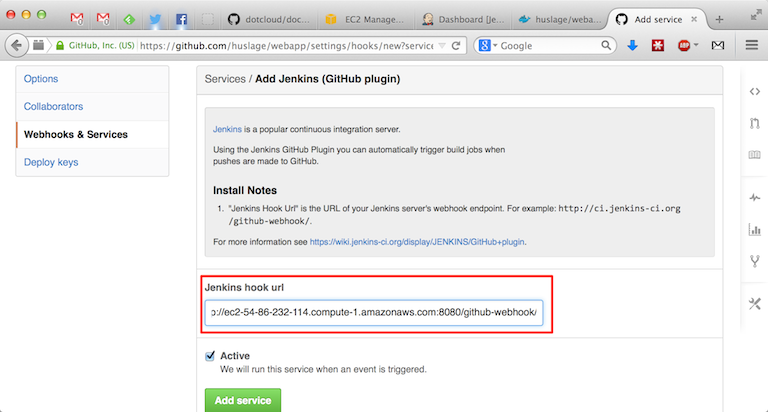 dotcloud/doc...
EC2 Manage...
Dashboard [Je...
huslage/weba...
Add service
GitHub, Inc. (US)
https://github.com/huslage/webapp/settings/hooks/new?service
Google
ABP
Options
Collaborators
Webhooks & Services
Deploy keys
Services / Add Jenkins (GitHub plugin)
Jenkins is a popular continuous integration server.
Using the Jenkins GitHub Plugin you can automatically trigger build jobs when
pushes are made to GitHub.
Install Notes
1. "Jenkins Hook Url" is the URL of your Jenkins server's webhook endpoint. For example: http://ci.jenkins-ci.org
/github-webhook/.
For more information see https://wiki.jenkins-ci.org/display/JENKINS/GitHub+plugin.
Jenkins hook url
p://ec2-54-86-232-114.compute-1.amazonaws.com:8080/github-webhook/
Active
We will run this service when an event is triggered.
Add service